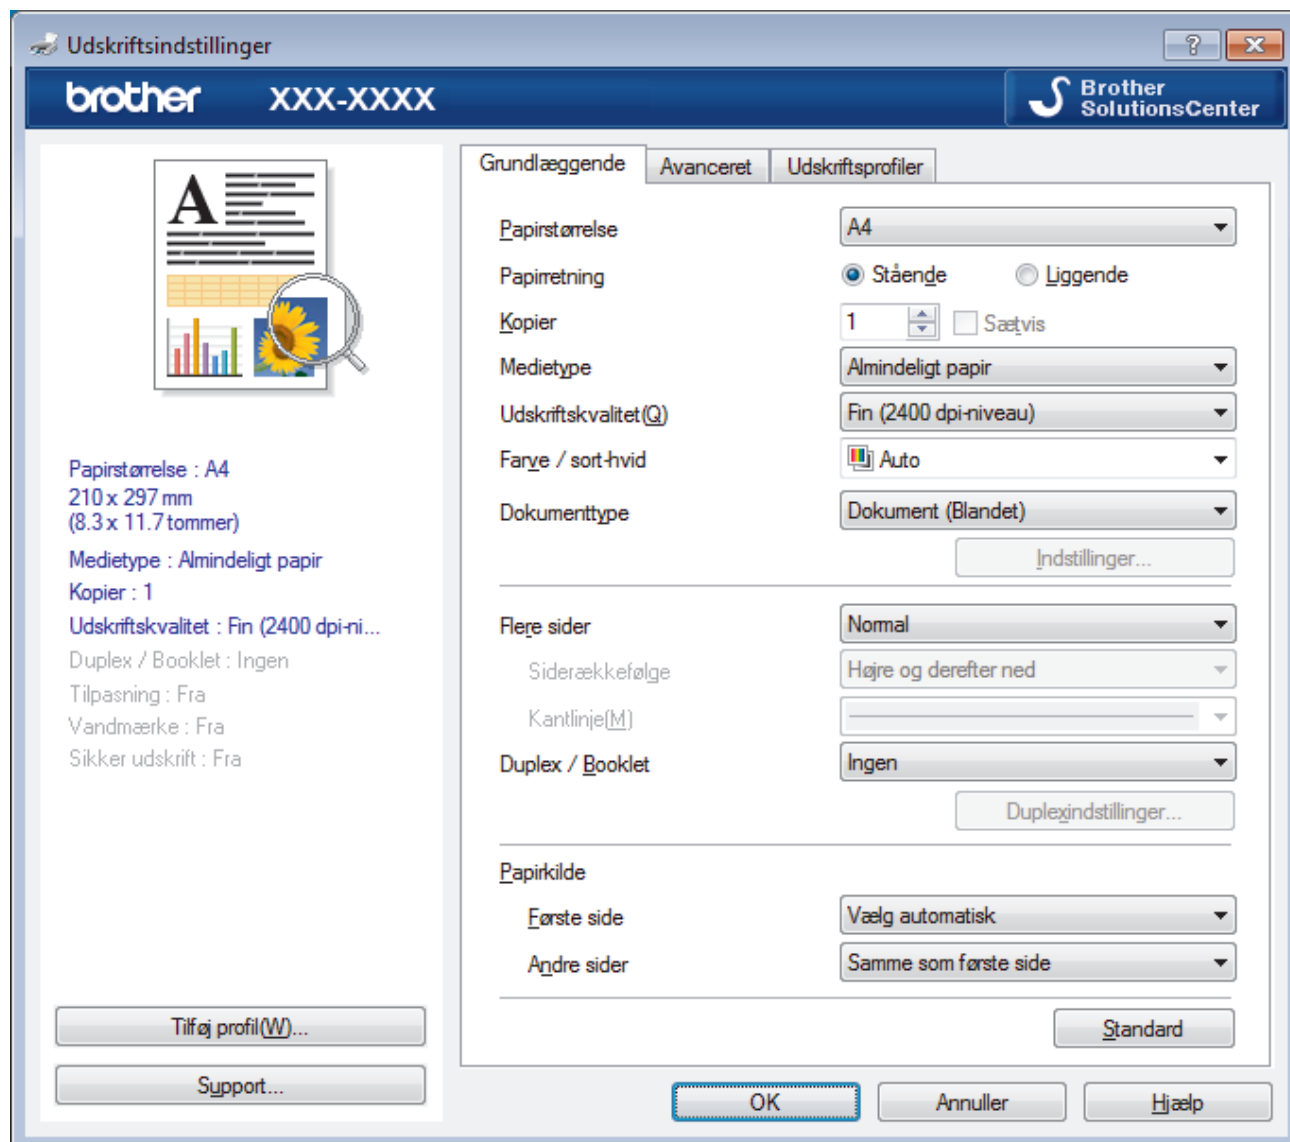 Udskriftsindstillinger
brother XXX-XXXX
Brother
SolutionsCenter
A
Papirstørrelse : A4
210 x 297 mm
(8.3 x 11.7 tommer)
Medietype : Almindeligt papir
Kopier : 1
Udskriftskvalitet : Fin (2400 dpi-ni...
Duplex / Booklet : Ingen
Tilpasning : Fra
Vandmærke : Fra
Sikker udskrift : Fra
Tilføj profil(W)...
Support...
Grundlæggende Avanceret Udskriftsprofiler
Papirstørrelse A4
Papirretning Stående Liggende
Kopier 1 Sætvis
Medietype Almindeligt papir
Udskriftskvalitet(Q) Fin (2400 dpi-niveau)
Farve / sort-hvid Auto
Dokumenttype Dokument (Blandet)
Indstillinger...
Flere sider Normal
Siderækkefølge Højre og derefter ned
Kantlinje(M)
Duplex / Booklet Ingen
Duplexindstillinger...
Papirkilde
Første side Vælg automatisk
Andre sider Samme som første side
Standard
OK Annuller Hjælp